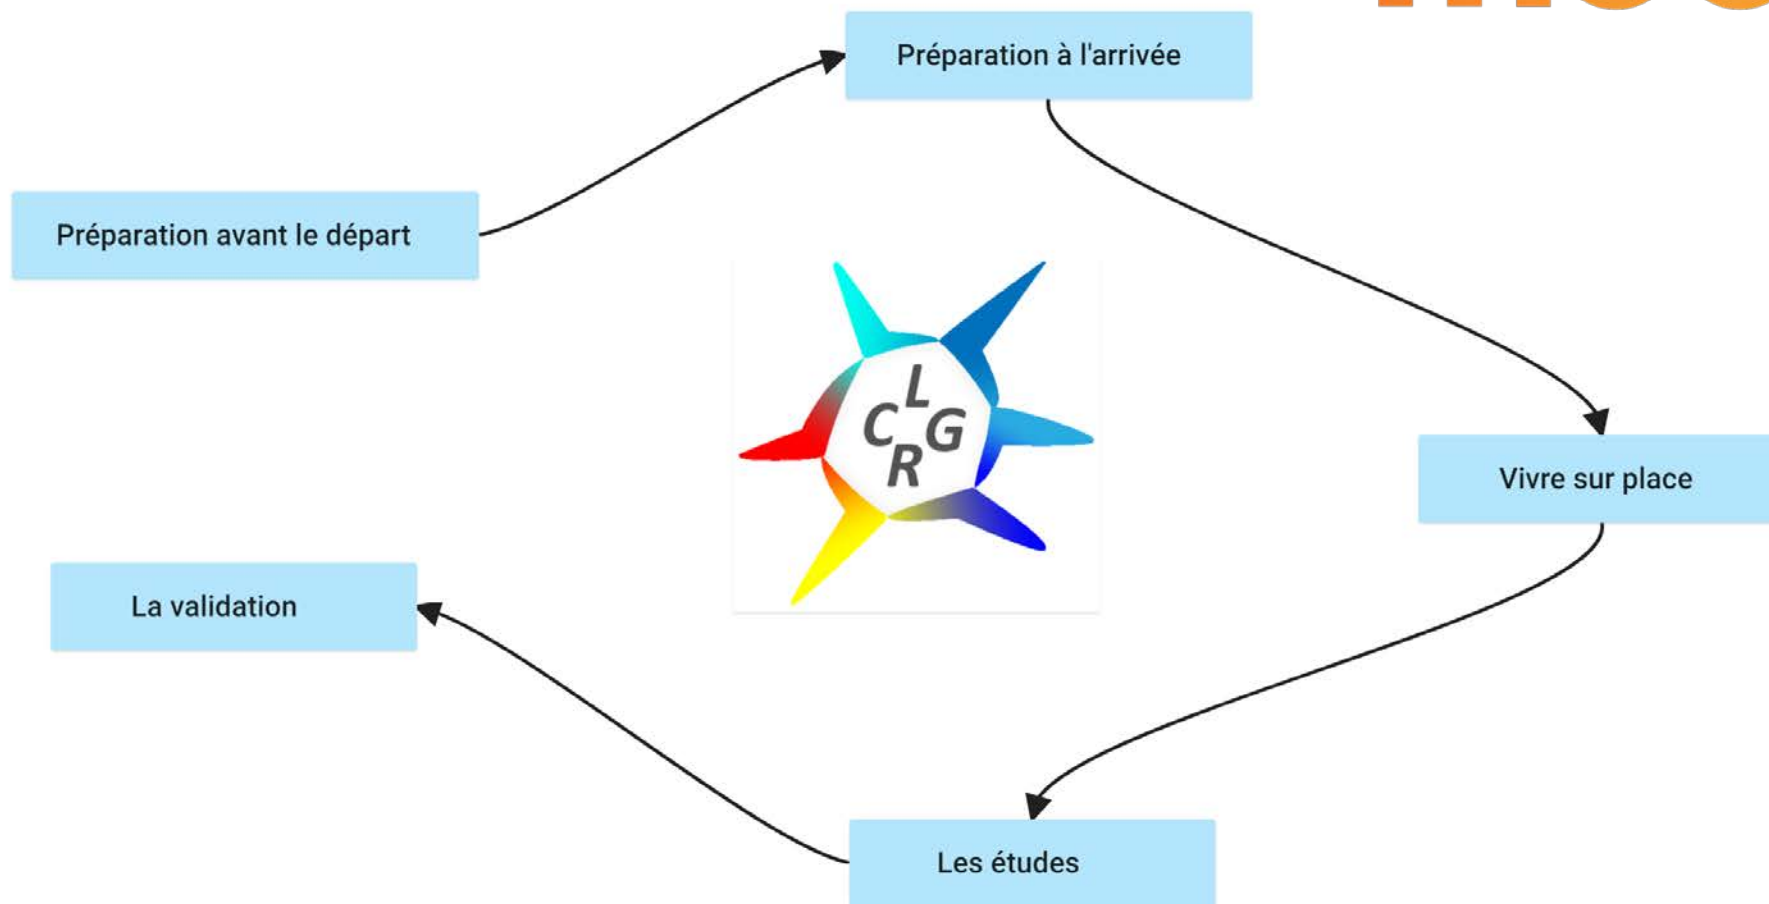 Préparation à l'arrivée
Préparation avant le départ
L
C G
R
Vivre sur place
La validation
Les études